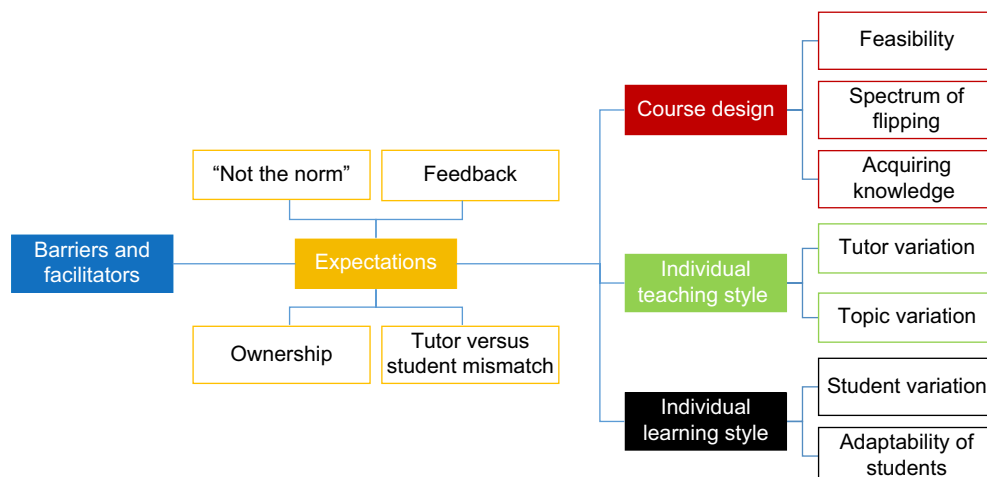 Barriers and
facilitators
"Not the norm"
Feedback
Expectations
Ownership
Tutor versus
student mismatch
Course design
Feasibility
Spectrum of
flipping
Acquiring
knowledge
Individual
teaching style
Tutor variation
Topic variation
Individual
learning style
Student variation
Adaptability of
students